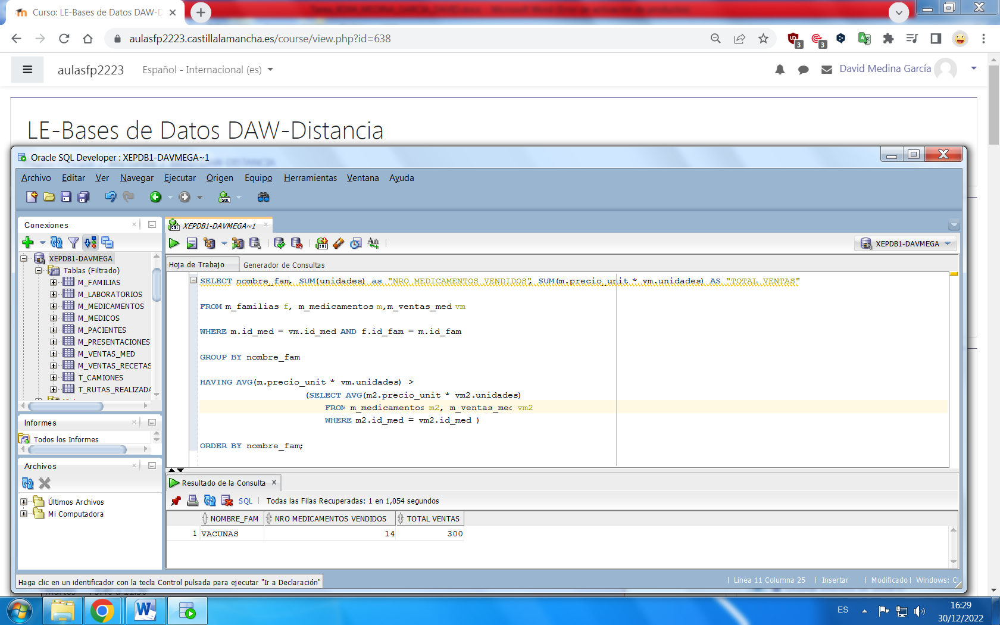 Curso: LE-Bases de Datos DAW-D
aulasfp2223.castillalamancha.es/course/view.php?id=638
3
3
aulasfp2223
Español - Internacional (es)
David Medina García
LE-Bases de Datos DAW-Distancia
Oracle SQL Developer : XEPDB1-DAVMEGA~1
Archivo Editar Ver Navegar Ejecutar Origen Equipo Herramientas Ventana Ayuda
Conexiones
XEPDB1-DAVMEGA~1
XEPDB1-DAVMEGA
XEPDB1-DAVMEGA
Tablas (Filtrado)
M_FAMILIAS
M_LABORATORIOS
M_MEDICAMENTOS
M_MEDICOS
M_PACIENTES
M_PRESENTACIONES
M_VENTAS_MED
M_VENTAS_RECETAS
T_CAMIONES
T_RUTAS_REALIZADA
Informes
Todos los Informes
Archivos
Últimos Archivos
Mi Computadora
Hoja de Trabajo Generador de Consultas
SELECT nombre_fam, SUM(unidades) as "NRO MEDICAMENTOS VENDIDOS", SUM(m.precio_unit * vm.unidades) AS "TOTAL VENTAS"
FROM m_familias f, m_medicamentos m,m_ventas_med vm
WHERE m.id_med = vm.id_med AND f.id_fam = m.id_fam
GROUP BY nombre_fam
HAVING AVG(m.precio_unit * vm.unidades) >
(SELECT AVG(m2.precio_unit * vm2.unidades)
FROM m_medicamentos m2, m_ventas_med vm2
WHERE m2.id_med = vm2.id_med )
ORDER BY nombre_fam;
Resultado de la Consulta
SQL Todas las Filas Recuperadas: 1 en 1,054 segundos
NOMBRE_FAM NRO MEDICAMENTOS VENDIDOS TOTAL VENTAS
1 VACUNAS 14 300
Haga clic en un identificador con la tecla Control pulsada para ejecutar "Ir a Declaración"
Línea 11 Columna 25 Insertar Modificado Windows: C
ES
16:29
30/12/2022